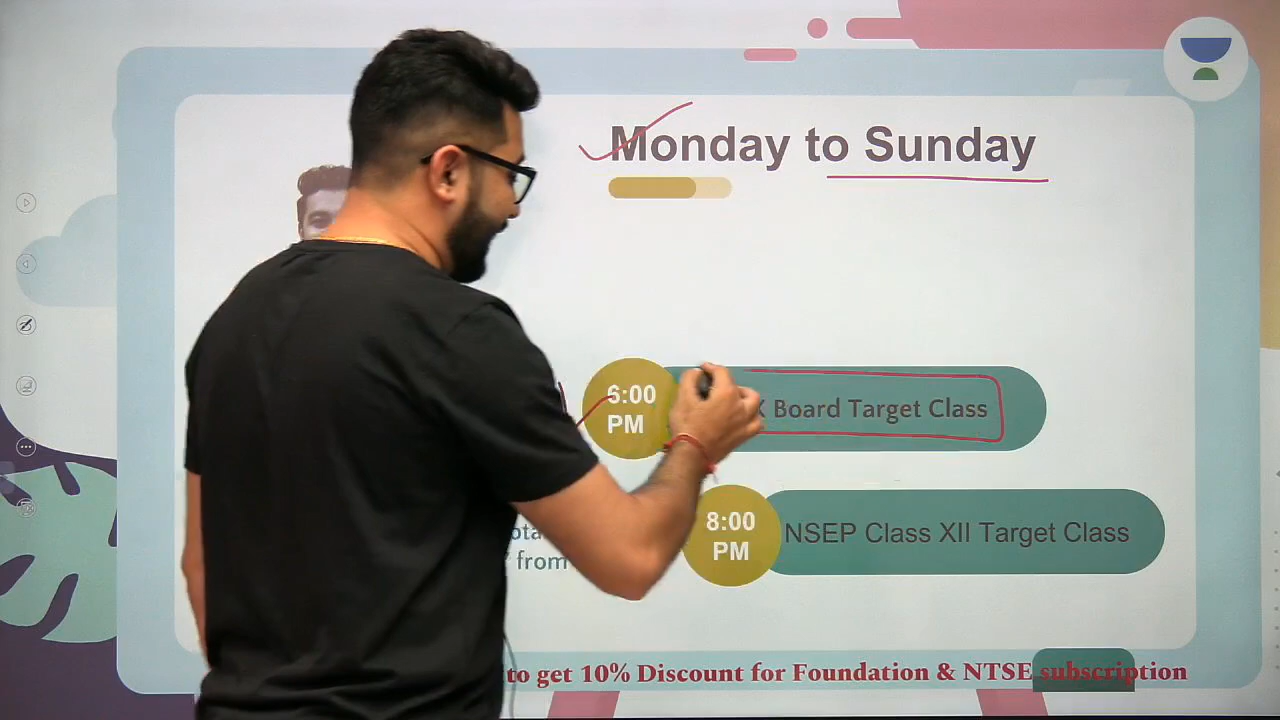 Monday to Sunday
6:00
PM
X Board Target Class
8:00
PM
NSEP Class XII Target Class
from
to get 10% Discount for Foundation & NTSE subscription